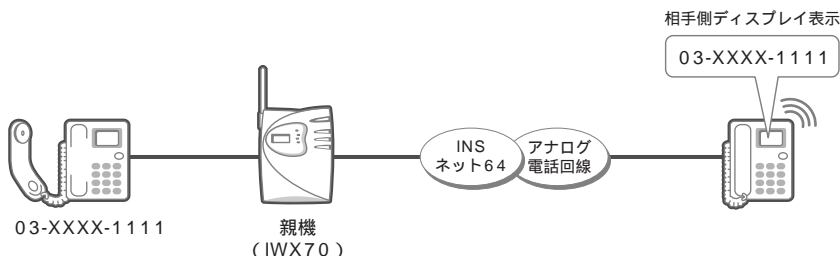 相手側ディスプレイ表示
03-XXXX-1111
INS
ネット64
アナログ
電話回線
03-XXXX-1111
親機
(IWX70)